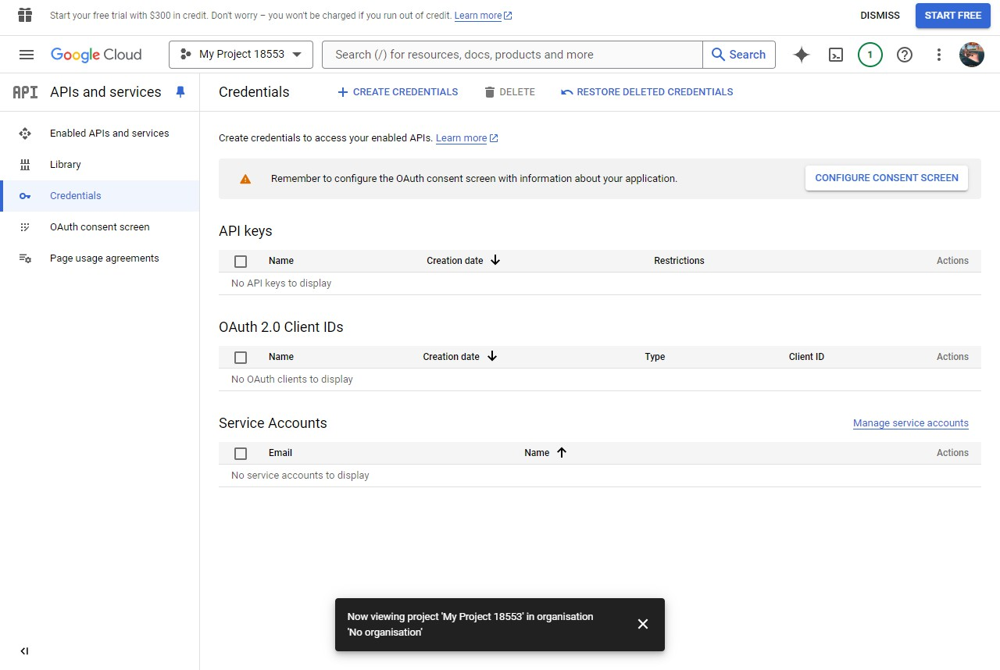 Start your free trial with $300 in credit. Don't worry – you won't be charged if you run out of credit. Learn more
DISMISS
START FREE
Google Cloud
My Project 18553
Search (/) for resources, docs, products and more
Search
1
API
APIs and services
Credentials
CREATE CREDENTIALS
DELETE
RESTORE DELETED CREDENTIALS
Enabled APIs and services
Library
Credentials
OAuth consent screen
Page usage agreements
Create credentials to access your enabled APIs. Learn more
Remember to configure the OAuth consent screen with information about your application.
CONFIGURE CONSENT SCREEN
API keys
Name Creation date Restrictions Actions
No API keys to display
OAuth 2.0 Client IDs
Name Creation date Type Client ID Actions
No OAuth clients to display
Service Accounts
Manage service accounts
Email Name Actions
No service accounts to display
Now viewing project 'My Project 18553' in organisation
'No organisation'